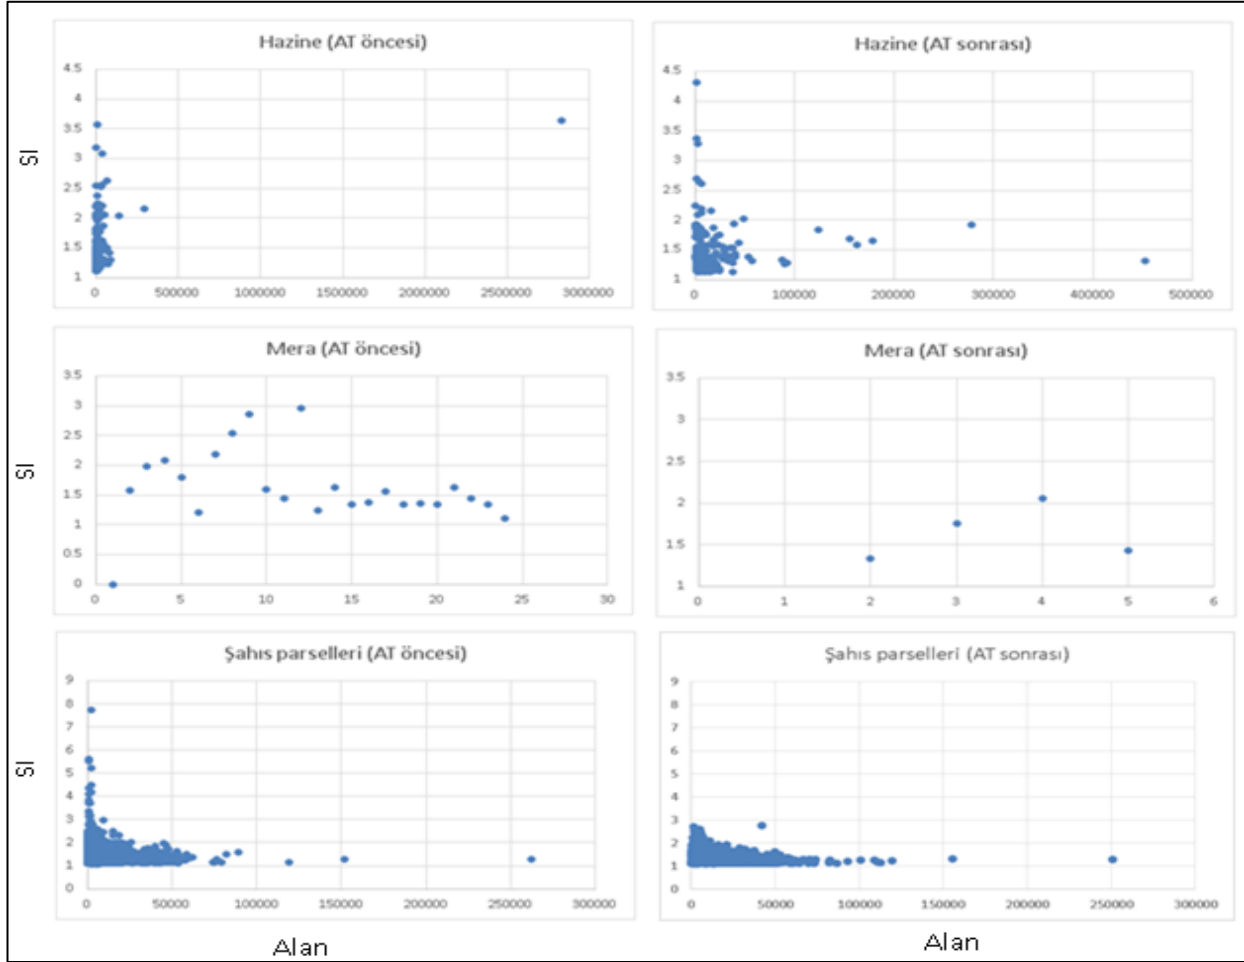 Hazine (AT öncesi)
4.5
4
3.5
3
2.5
2
1.5
1
0 500000 1000000 1500000 2000000 2500000 3000000
SI
Hazine (AT sonrası)
4.5
4
3.5
3
2.5
2
1.5
1
0 100000 200000 300000 400000 500000
Mera (AT öncesi)
3.5
3
2.5
2
1.5
1
0.5
0
0 5 10 15 20 25 30
SI
Mera (AT sonrası)
3.5
3
2.5
2
1.5
1
0 1 2 3 4 5 6
Şahıs parselleri (AT öncesi)
9
8
7
6
5
4
3
2
1
0
0 50000 100000 150000 200000 250000 300000
SI
Alan
Şahıs parselleri (AT sonrası)
9
8
7
6
5
4
3
2
1
0
0 50000 100000 150000 200000 250000 300000
Alan